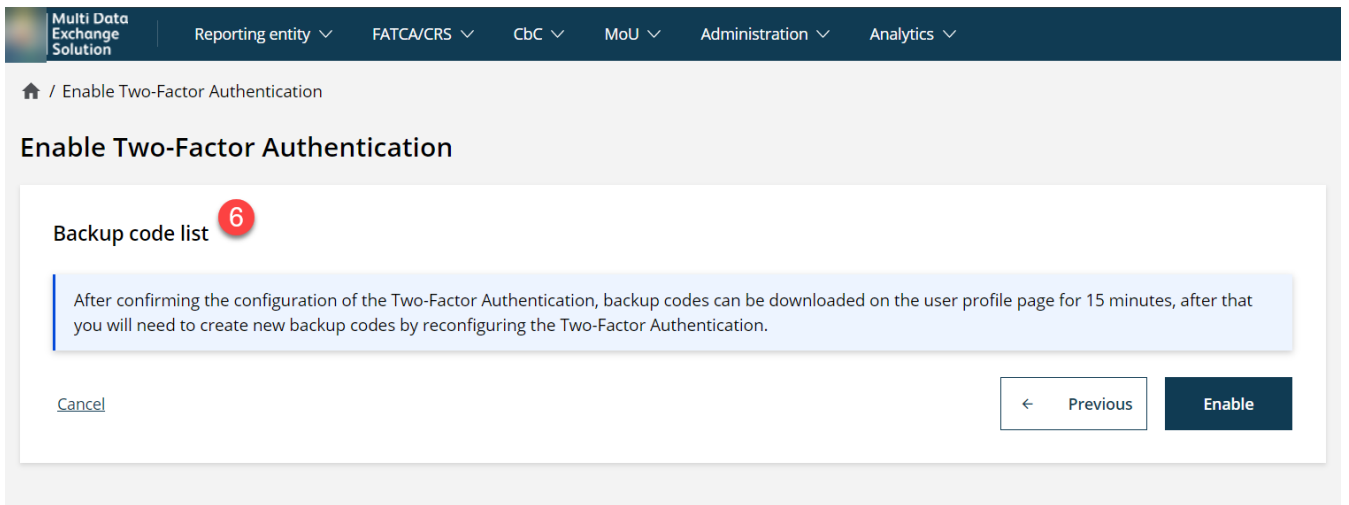 Multi Data
Exchange
Solution
Reporting entity
FATCA/CRS
CbC
MoU
Administration
Analytics
/ Enable Two-Factor Authentication
Enable Two-Factor Authentication
Backup code list
6
After confirming the configuration of the Two-Factor Authentication, backup codes can be downloaded on the user profile page for 15 minutes, after that
you will need to create new backup codes by reconfiguring the Two-Factor Authentication.
Cancel
← Previous
Enable